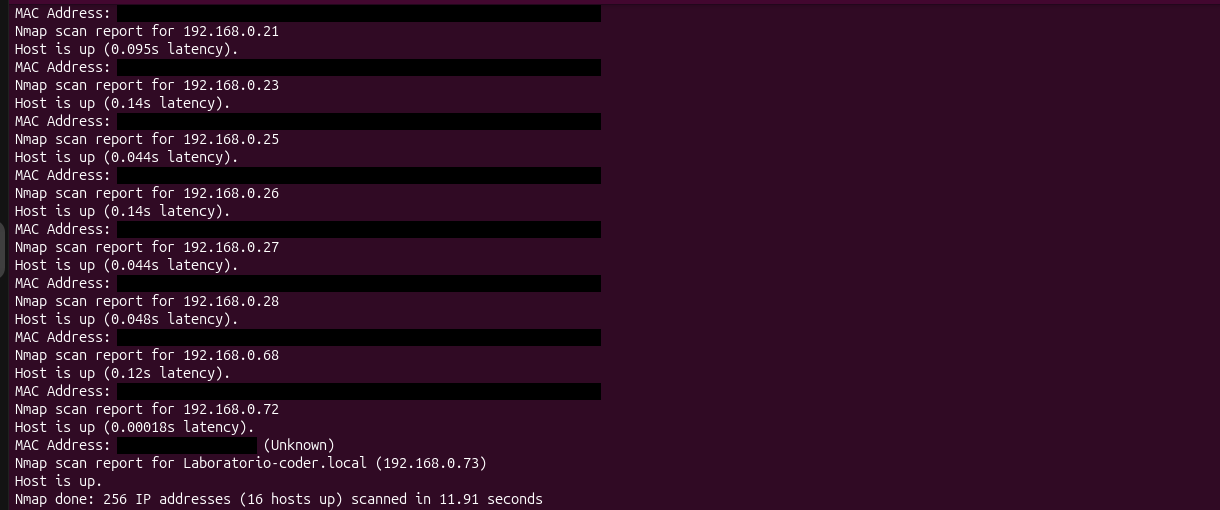 MAC Address:
Nmap scan report for 192.168.0.21
Host is up (0.095s latency).
MAC Address:
Nmap scan report for 192.168.0.23
Host is up (0.14s latency).
MAC Address:
Nmap scan report for 192.168.0.25
Host is up (0.044s latency).
MAC Address:
Nmap scan report for 192.168.0.26
Host is up (0.14s latency).
MAC Address:
Nmap scan report for 192.168.0.27
Host is up (0.044s latency).
MAC Address:
Nmap scan report for 192.168.0.28
Host is up (0.048s latency).
MAC Address:
Nmap scan report for 192.168.0.68
Host is up (0.12s latency).
MAC Address:
Nmap scan report for 192.168.0.72
Host is up (0.00018s latency).
MAC Address: (Unknown)
Nmap scan report for Laboratorio-coder.local (192.168.0.73)
Host is up.
Nmap done: 256 IP addresses (16 hosts up) scanned in 11.91 seconds